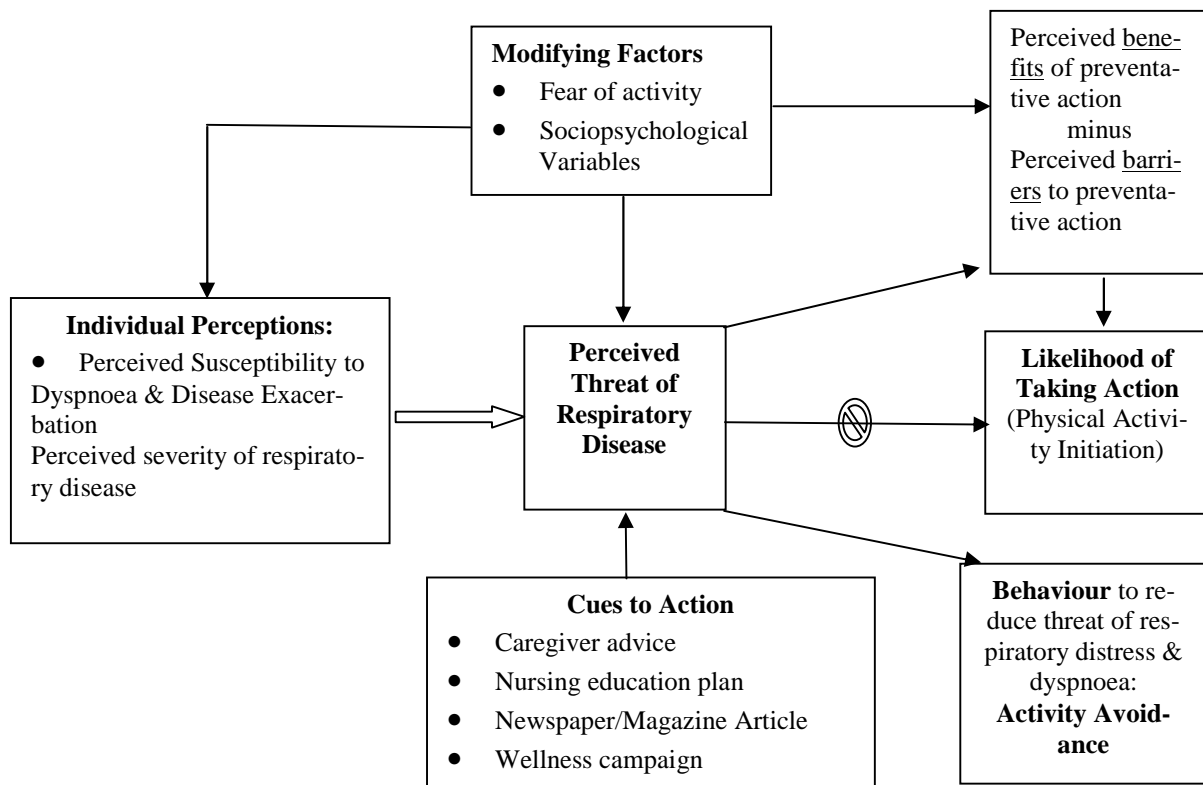 Modifying Factors
● Fear of activity
● Sociopsychological
Variables
Perceived bene-
fits of preventa-
tive action
minus
Perceived barri-
ers to preventa-
tive action
Individual Perceptions:
● Perceived Susceptibility to
Dyspnoea & Disease Exacer-
bation
Perceived severity of respirato-
ry disease
Perceived
Threat of
Respiratory
Disease
Likelihood of
Taking Action
(Physical Activi-
ty Initiation)
Cues to Action
● Caregiver advice
● Nursing education plan
● Newspaper/Magazine Article
● Wellness campaign
Behaviour to re-
duce threat of res-
piratory distress &
dyspnoea:
Activity Avoid-
ance